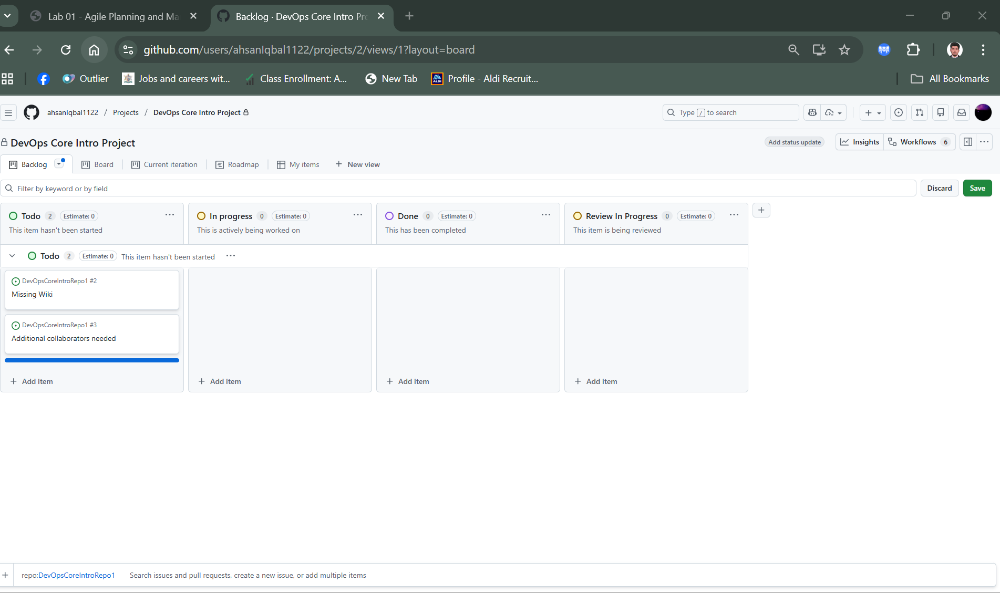 Lab 01 - Agile Planning and Ma
Backlog · DevOps Core Intro Pro
github.com/users/ahsanIqbal1122/projects/2/views/1?layout=board
Outlier
Jobs and careers wit...
Class Enrollment: A...
New Tab
ALDI
Profile - Aldi Recruit...
All Bookmarks
ahsanIqbal1122 / Projects / DevOps Core Intro Project
Type / to search
DevOps Core Intro Project
Add status update
Insights
Workflows 6
Backlog
Board
Current iteration
Roadmap
My items
New view
Filter by keyword or by field
Discard
Save
Todo 2 Estimate: 0
This item hasn't been started
In progress 0 Estimate: 0
This is actively being worked on
Done 0 Estimate: 0
This has been completed
Review In Progress 0 Estimate: 0
This item is being reviewed
Todo 2 Estimate: 0 This item hasn't been started
DevOpsCoreIntroRepo1 #2
Missing Wiki
DevOpsCoreIntroRepo1 #3
Additional collaborators needed
Add item
Add item
Add item
Add item
repo:DevOpsCoreIntroRepo1 Search issues and pull requests, create a new issue, or add multiple items